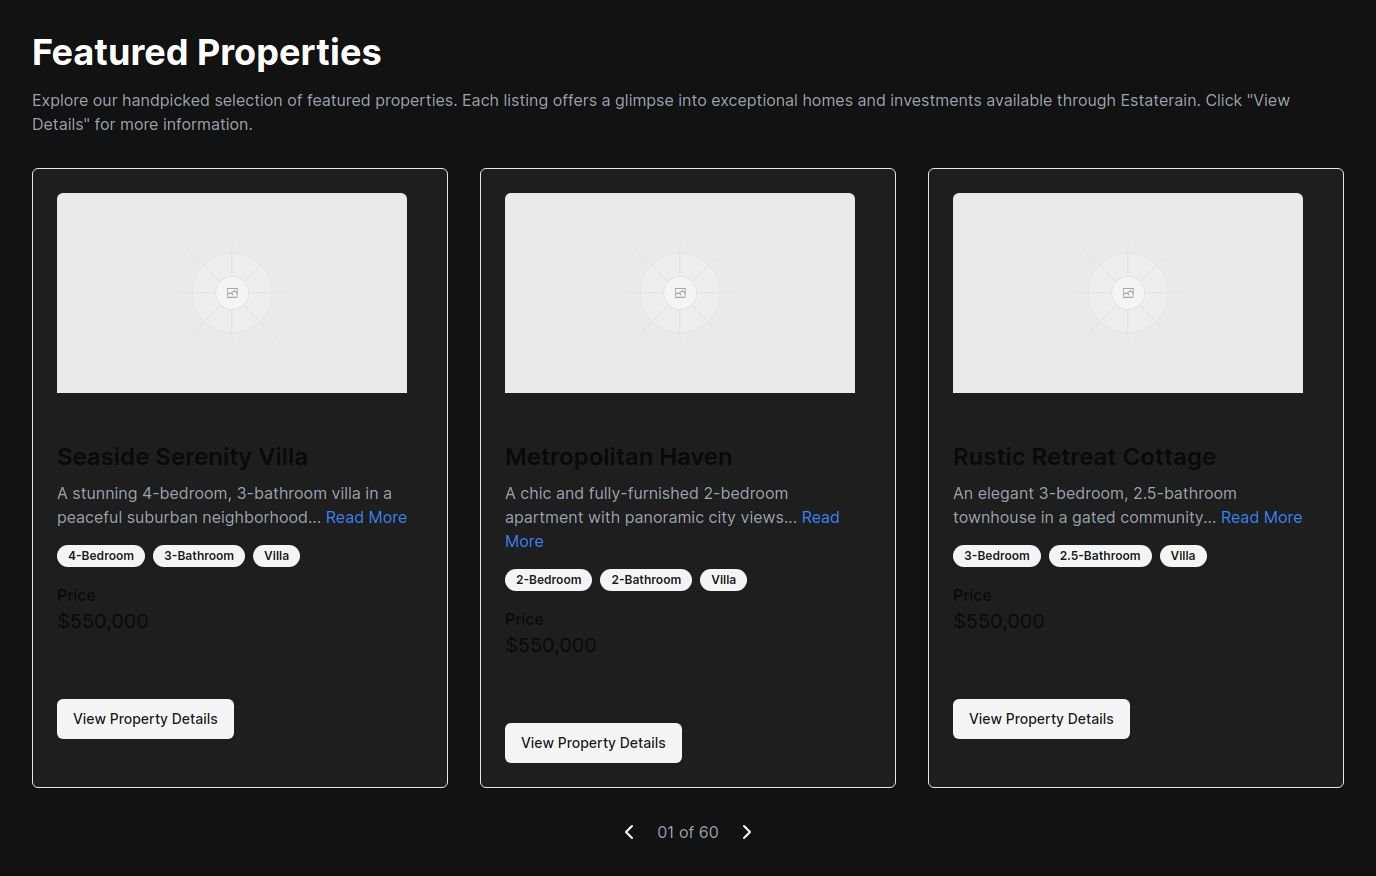 Featured Properties
Explore our handpicked selection of featured properties. Each listing offers a glimpse into exceptional homes and investments available through Estaterain. Click "View
Details" for more information.
Seaside Serenity Villa
A stunning 4-bedroom, 3-bathroom villa in a
peaceful suburban neighborhood... Read More
4-Bedroom 3-Bathroom Villa
Price
$550,000
View Property Details
Metropolitan Haven
A chic and fully-furnished 2-bedroom
apartment with panoramic city views... Read
More
2-Bedroom 2-Bathroom Villa
Price
$550,000
View Property Details
Rustic Retreat Cottage
An elegant 3-bedroom, 2.5-bathroom
townhouse in a gated community... Read More
3-Bedroom 2.5-Bathroom Villa
Price
$550,000
View Property Details
01 of 60